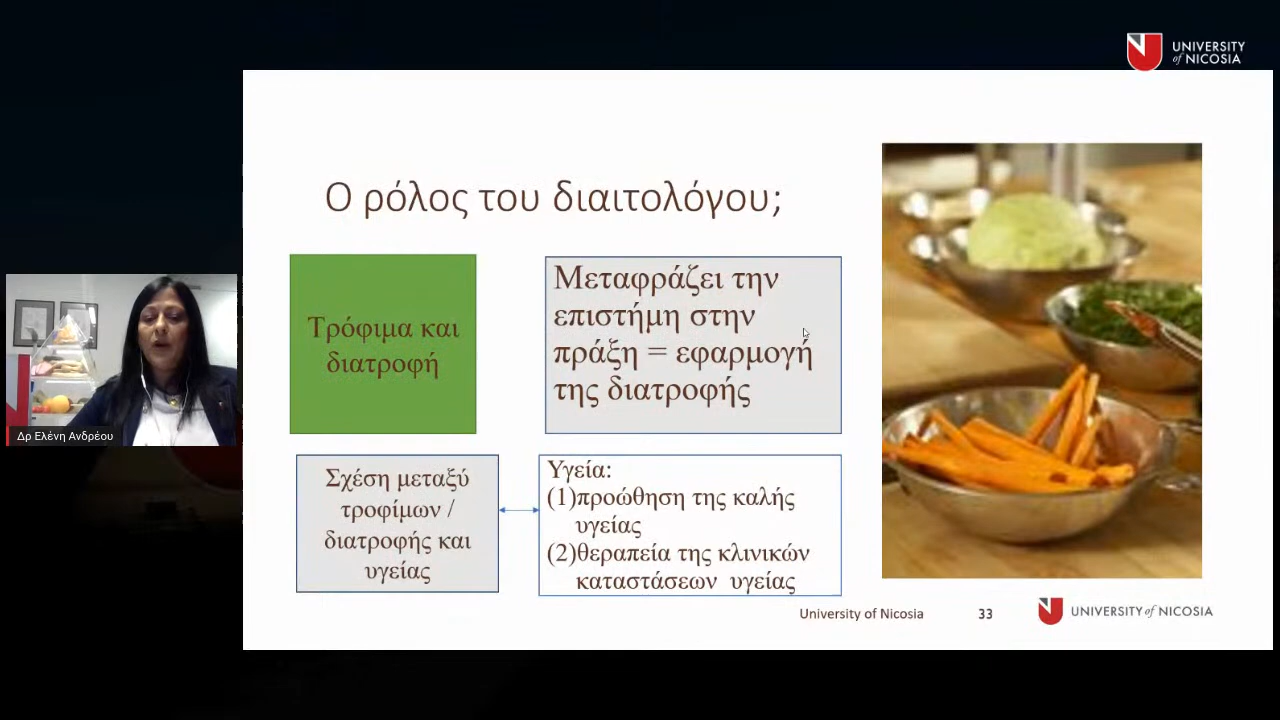 UNIVERSITY
of NICOSIA
Ο ρόλος του διαιτολόγου;
Τρόφιμα και
διατροφή
Μεταφράζει την
επιστήμη στην
πράξη = εφαρμογή
της διατροφής
Δρ Ελένη Ανδρέου
Σχέση μεταξύ
τροφίμων /
διατροφής και
υγείας
Υγεία:
(1)προώθηση της καλής
υγείας
(2)θεραπεία της κλινικών
καταστάσεων υγείας
University of Nicosia
33
UNIVERSITY of NICOSIA